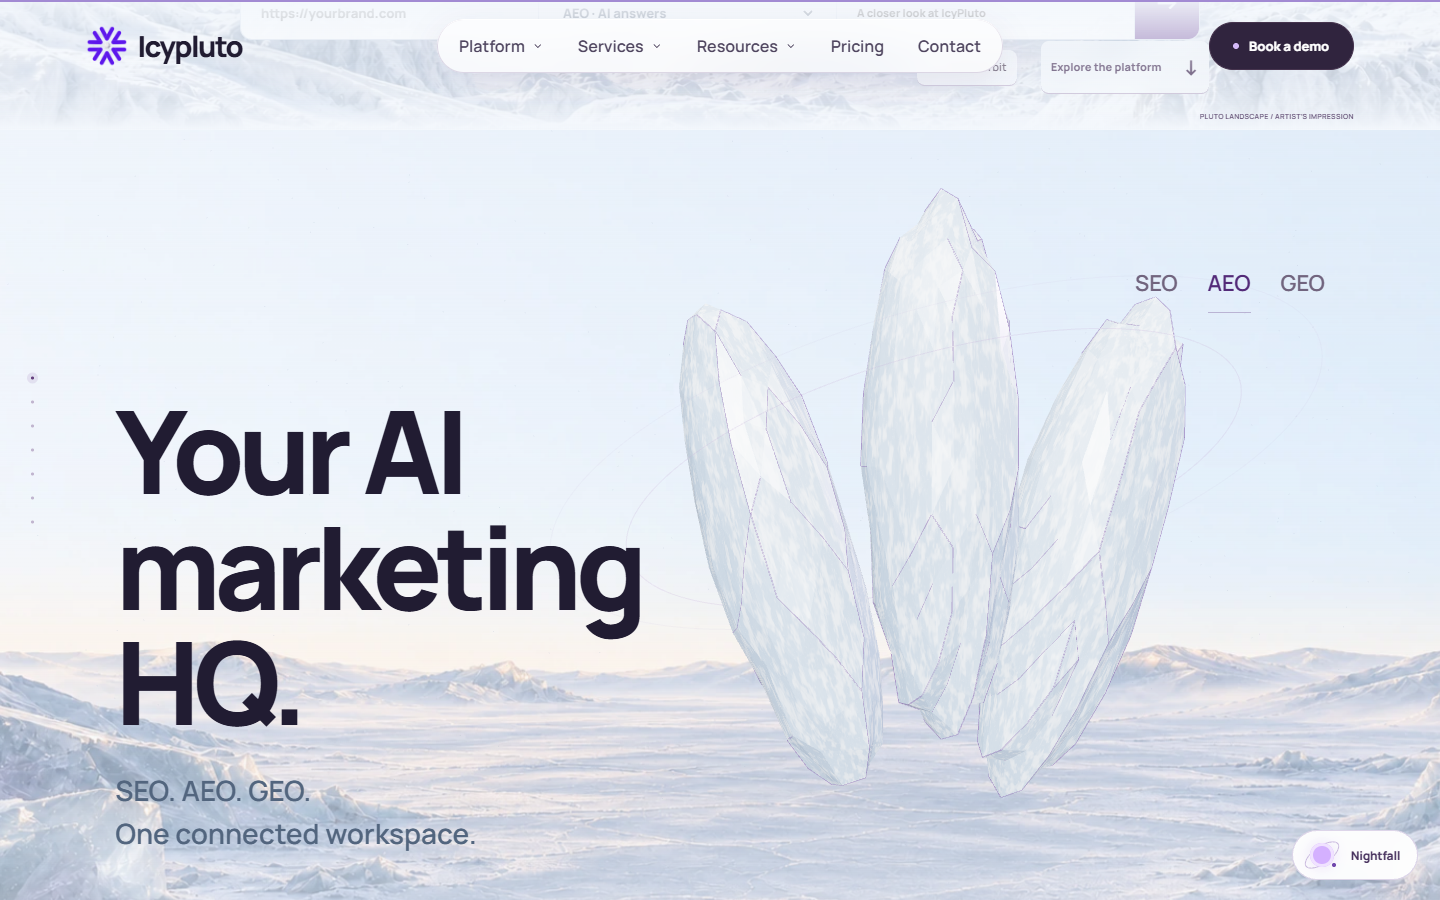 https://yourbrand.com
AEO · AI answers
A closer look at IcyPluto
Icypluto
Platform
Services
Resources
Pricing
Contact
Book a demo
Explore the platform
PLUTO LANDSCAPE / ARTIST'S IMPRESSION
SEO AEO GEO
Your AI
marketing
HQ.
SEO. AEO. GEO.
One connected workspace.
Nightfall